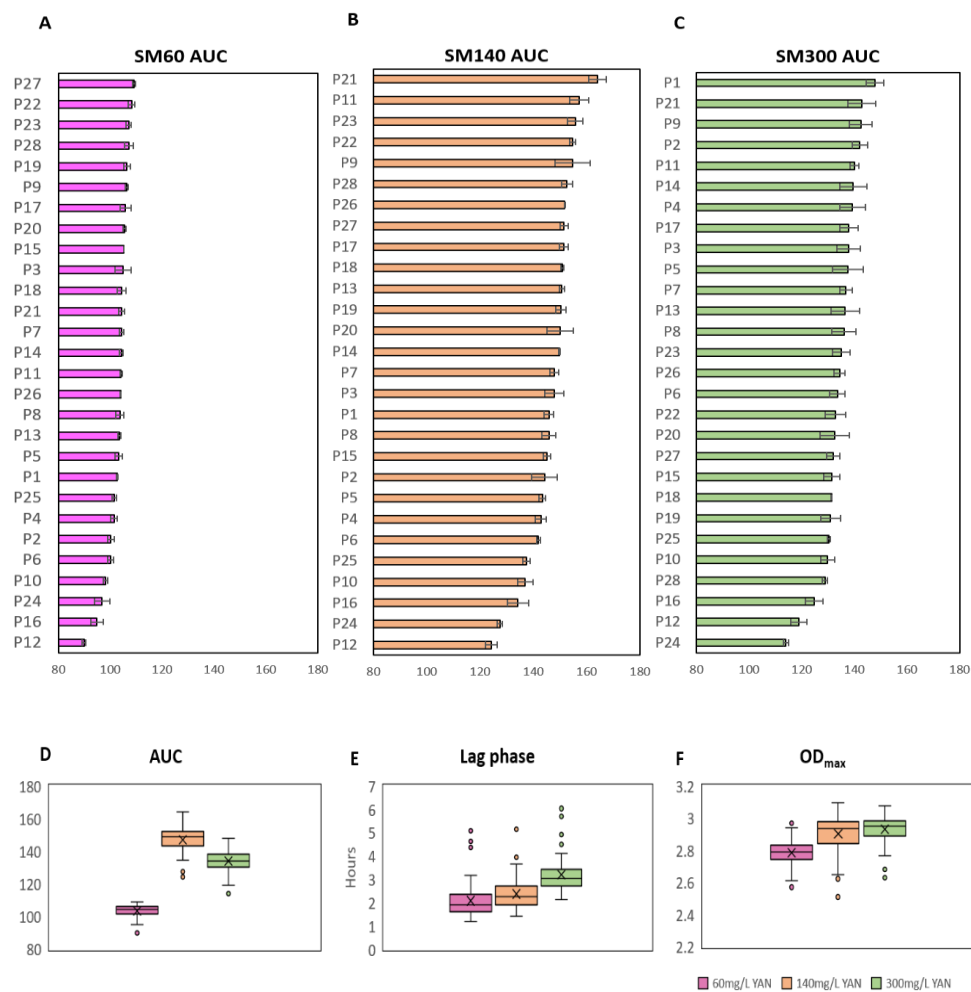 A
SM60 AUC
P27
P22
P23
P28
P19
P9
P17
P20
P15
P3
P18
P21
P7
P14
P11
P26
P8
P13
P5
P1
P25
P4
P2
P6
P10
P24
P16
P12
80 100 120 140 160 180
B
SM140 AUC
P21
P11
P23
P22
P9
P28
P26
P27
P17
P18
P13
P19
P20
P14
P7
P3
P1
P8
P15
P2
P5
P4
P6
P25
P10
P16
P24
P12
80 100 120 140 160 180
C
SM300 AUC
P1
P21
P9
P2
P11
P14
P4
P17
P3
P5
P7
P13
P8
P23
P26
P6
P22
P20
P27
P15
P18
P19
P25
P10
P28
P16
P12
P24
80 100 120 140 160 180
D
AUC
180
160
140
120
100
80
E
Lag phase
Hours
7
6
5
4
3
2
1
0
F
ODmax
3.2
3
2.8
2.6
2.4
2.2
60mg/L YAN 140mg/L YAN 300mg/L YAN